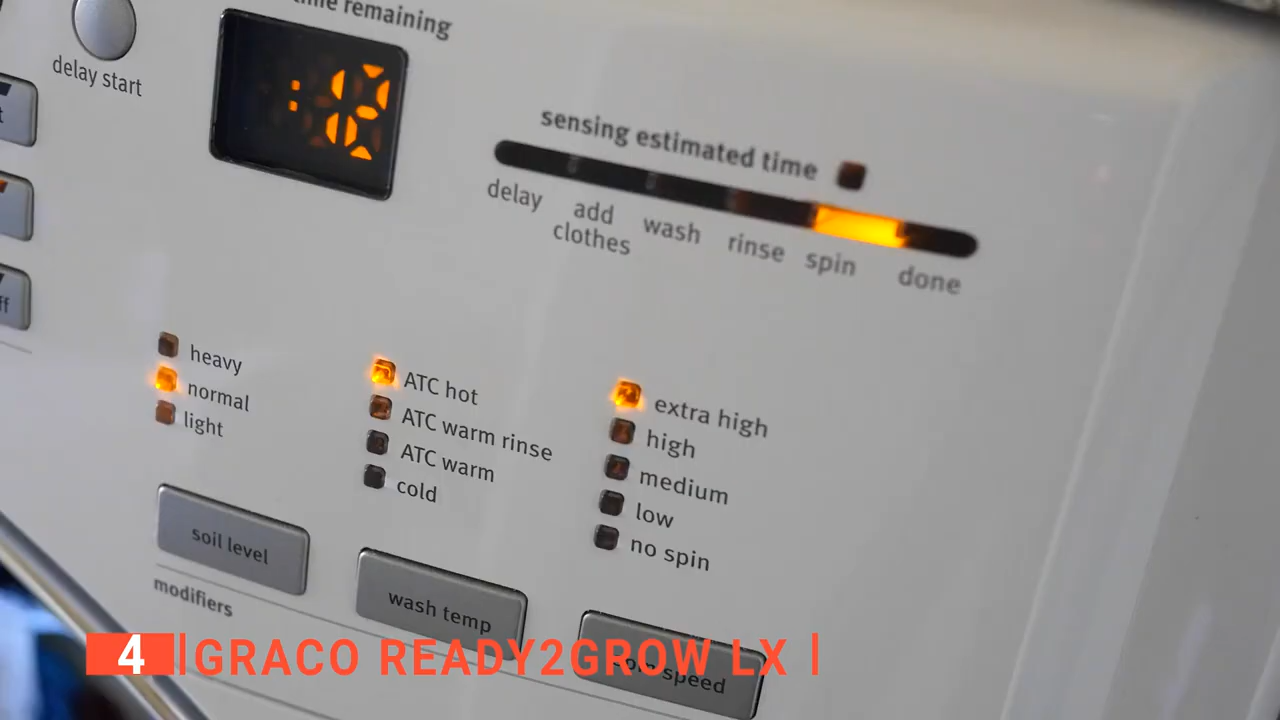 time remaining
delay start
sensing estimated time
delay
add
clothes
wash
rinse
spin
done
heavy
normal
light
ATC hot
ATC warm rinse
ATC warm
cold
extra high
high
medium
low
no spin
soil level
wash temp
spin speed
modifiers
4 GRACO READY2GROW LX